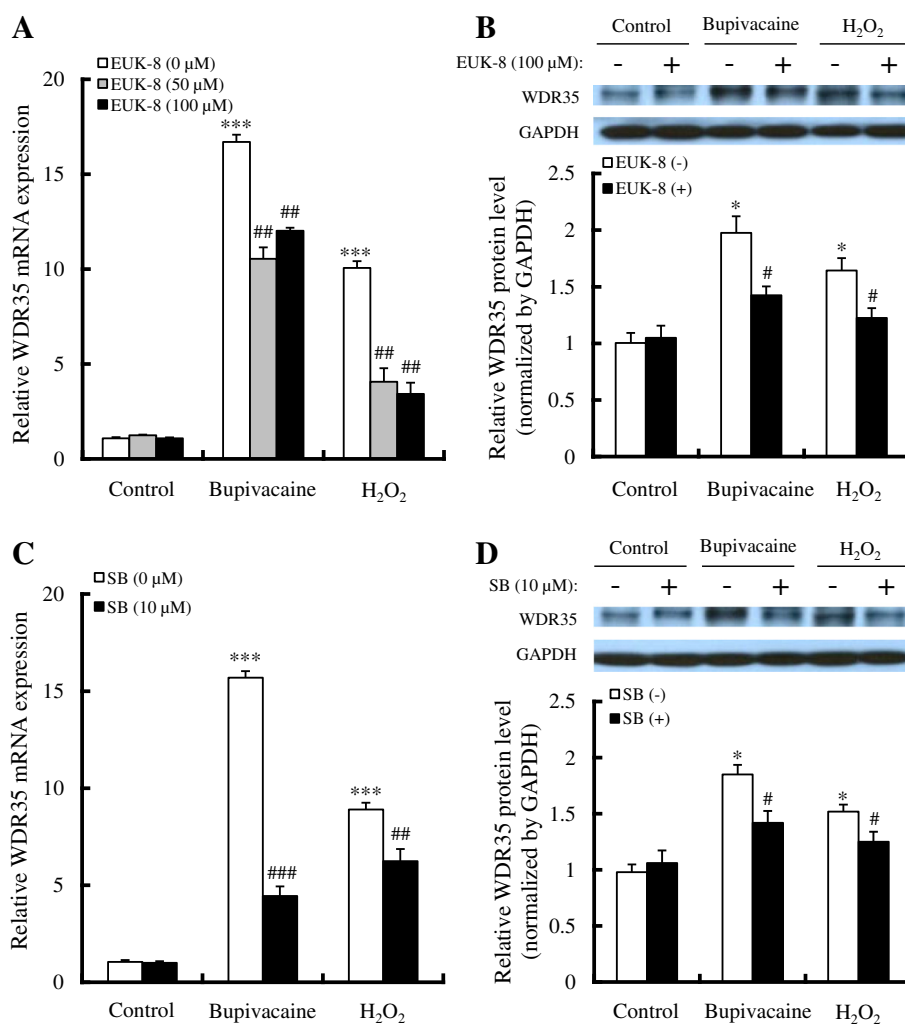 A
EUK-8 (0 µM)
EUK-8 (50 µM)
EUK-8 (100 µM)
Relative WDR35 mRNA expression
20
15
10
5
0
***
##
##
***
##
##
Control
Bupivacaine
H₂O₂
B
Control
Bupivacaine
H₂O₂
EUK-8 (100 µM):
- + - + - +
WDR35
GAPDH
EUK-8 (-)
EUK-8 (+)
Relative WDR35 protein level
(normalized by GAPDH)
2.5
2
1.5
1
0.5
0
*
#
*
#
Control
Bupivacaine
H₂O₂
C
SB (0 µM)
SB (10 µM)
Relative WDR35 mRNA expression
20
15
10
5
0
***
###
***
##
Control
Bupivacaine
H₂O₂
D
Control
Bupivacaine
H₂O₂
SB (10 µM):
- + - + - +
WDR35
GAPDH
SB (-)
SB (+)
Relative WDR35 protein level
(normalized by GAPDH)
2.5
2
1.5
1
0.5
0
*
#
*
#
Control
Bupivacaine
H₂O₂